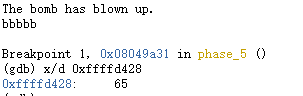 The bomb has blown up.
bbbbb
Breakpoint 1, 0x08049a31 in phase_5 ()
(gdb) x/d 0xffffd428
0xffffd428:     65